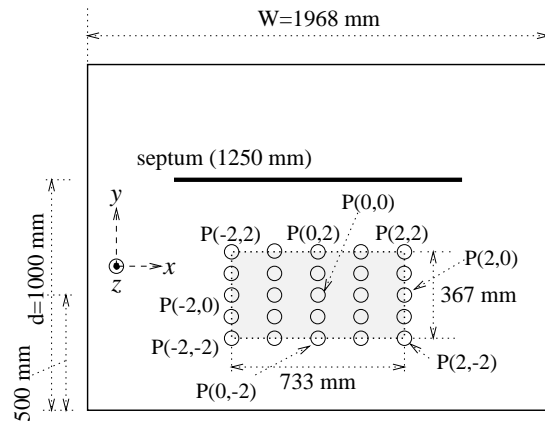 W=1968 mm
septum (1250 mm)
P(0,0)
y
P(-2,2) P(0,2) P(2,2)
x
z
P(2,0)
d=1000 mm
367 mm
P(-2,0)
500 mm
P(-2,-2)
P(2,-2)
733 mm
P(0,-2)